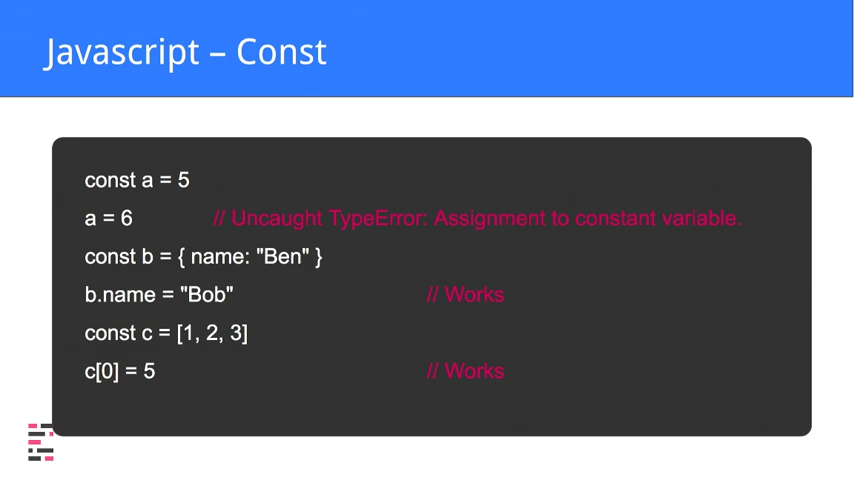 Javascript – Const
const a = 5
a = 6 // Uncaught TypeError: Assignment to constant variable.
const b = { name: "Ben" }
b.name = "Bob" // Works
const c = [1, 2, 3]
c[0] = 5 // Works